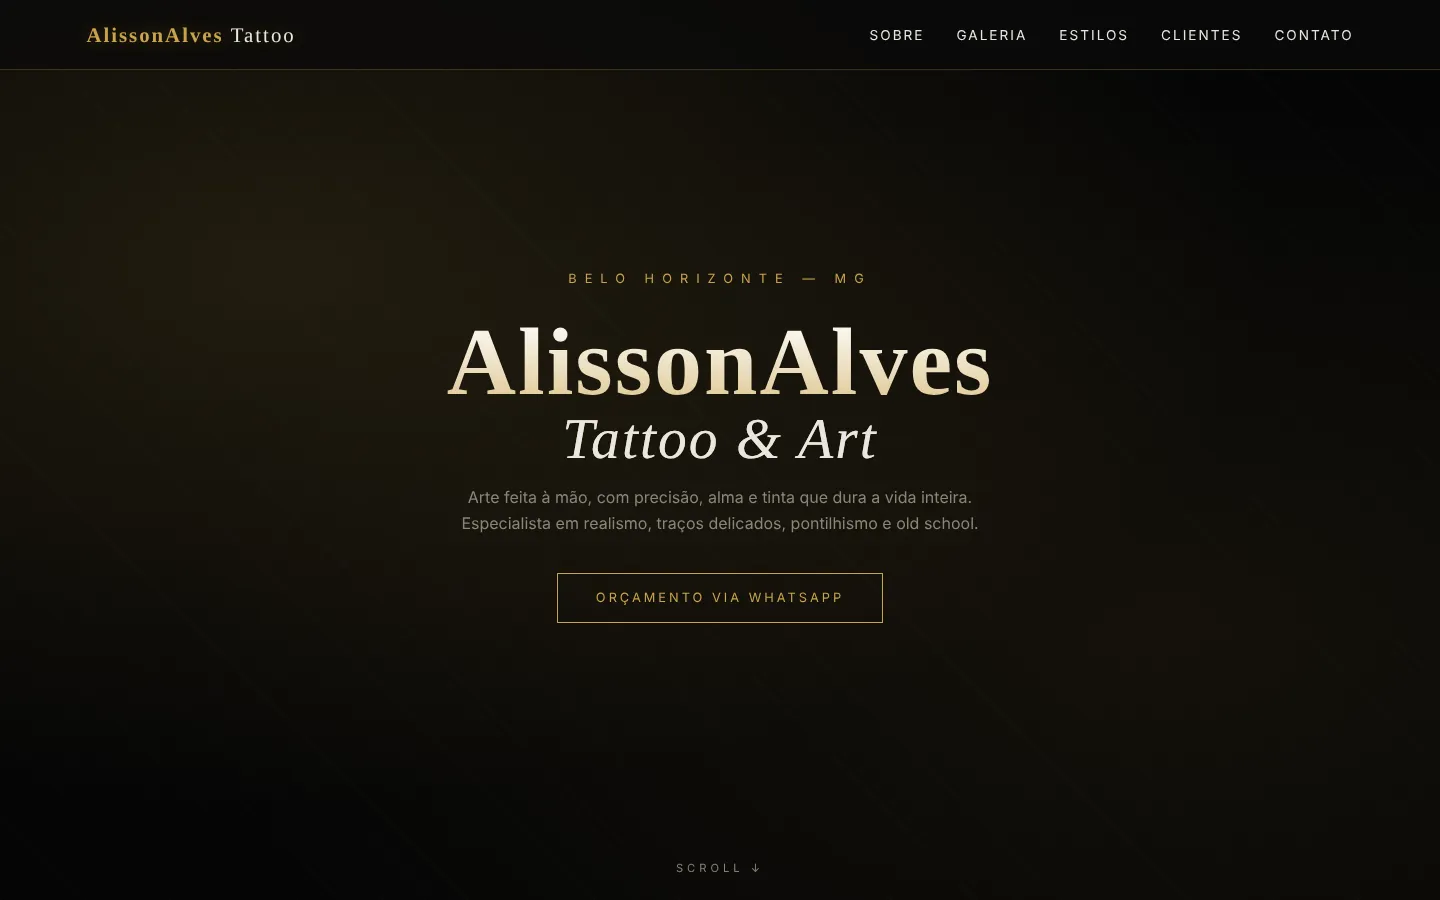 AlissonAlves Tattoo
SOBRE GALERIA ESTILOS CLIENTES CONTATO
BELO HORIZONTE — MG
AlissonAlves
Tattoo & Art
Arte feita à mão, com precisão, alma e tinta que dura a vida inteira.
Especialista em realismo, traços delicados, pontilhismo e old school.
ORÇAMENTO VIA WHATSAPP
SCROLL ↓